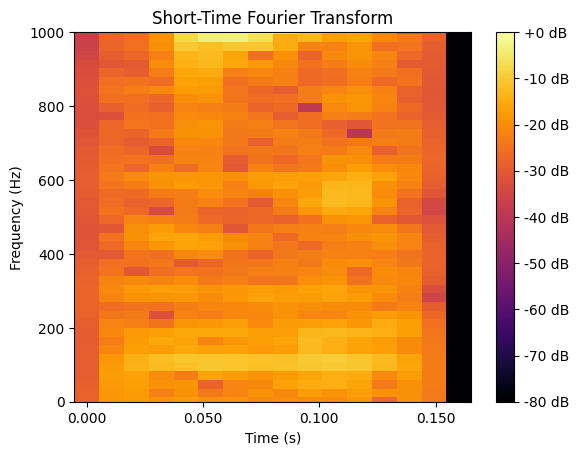 Short-Time Fourier Transform
1000
800
600
400
200
0
Frequency (Hz)
0.000
0.050
0.100
0.150
Time (s)
+0 dB
-10 dB
-20 dB
-30 dB
-40 dB
-50 dB
-60 dB
-70 dB
-80 dB